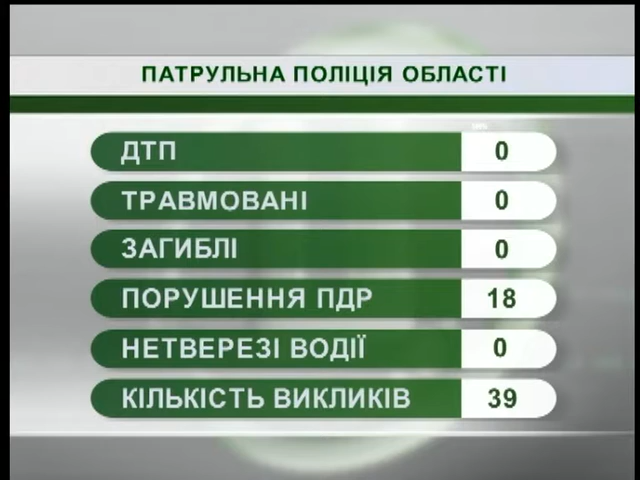 ПАТРУЛЬНА ПОЛІЦІЯ ОБЛАСТІ
ДТП 0
ТРАВМОВАНІ 0
ЗАГИБЛІ 0
ПОРУШЕННЯ ПДР 18
НЕТВЕРЕЗІ ВОДІЇ 0
КІЛЬКІСТЬ ВИКЛИКІВ 39